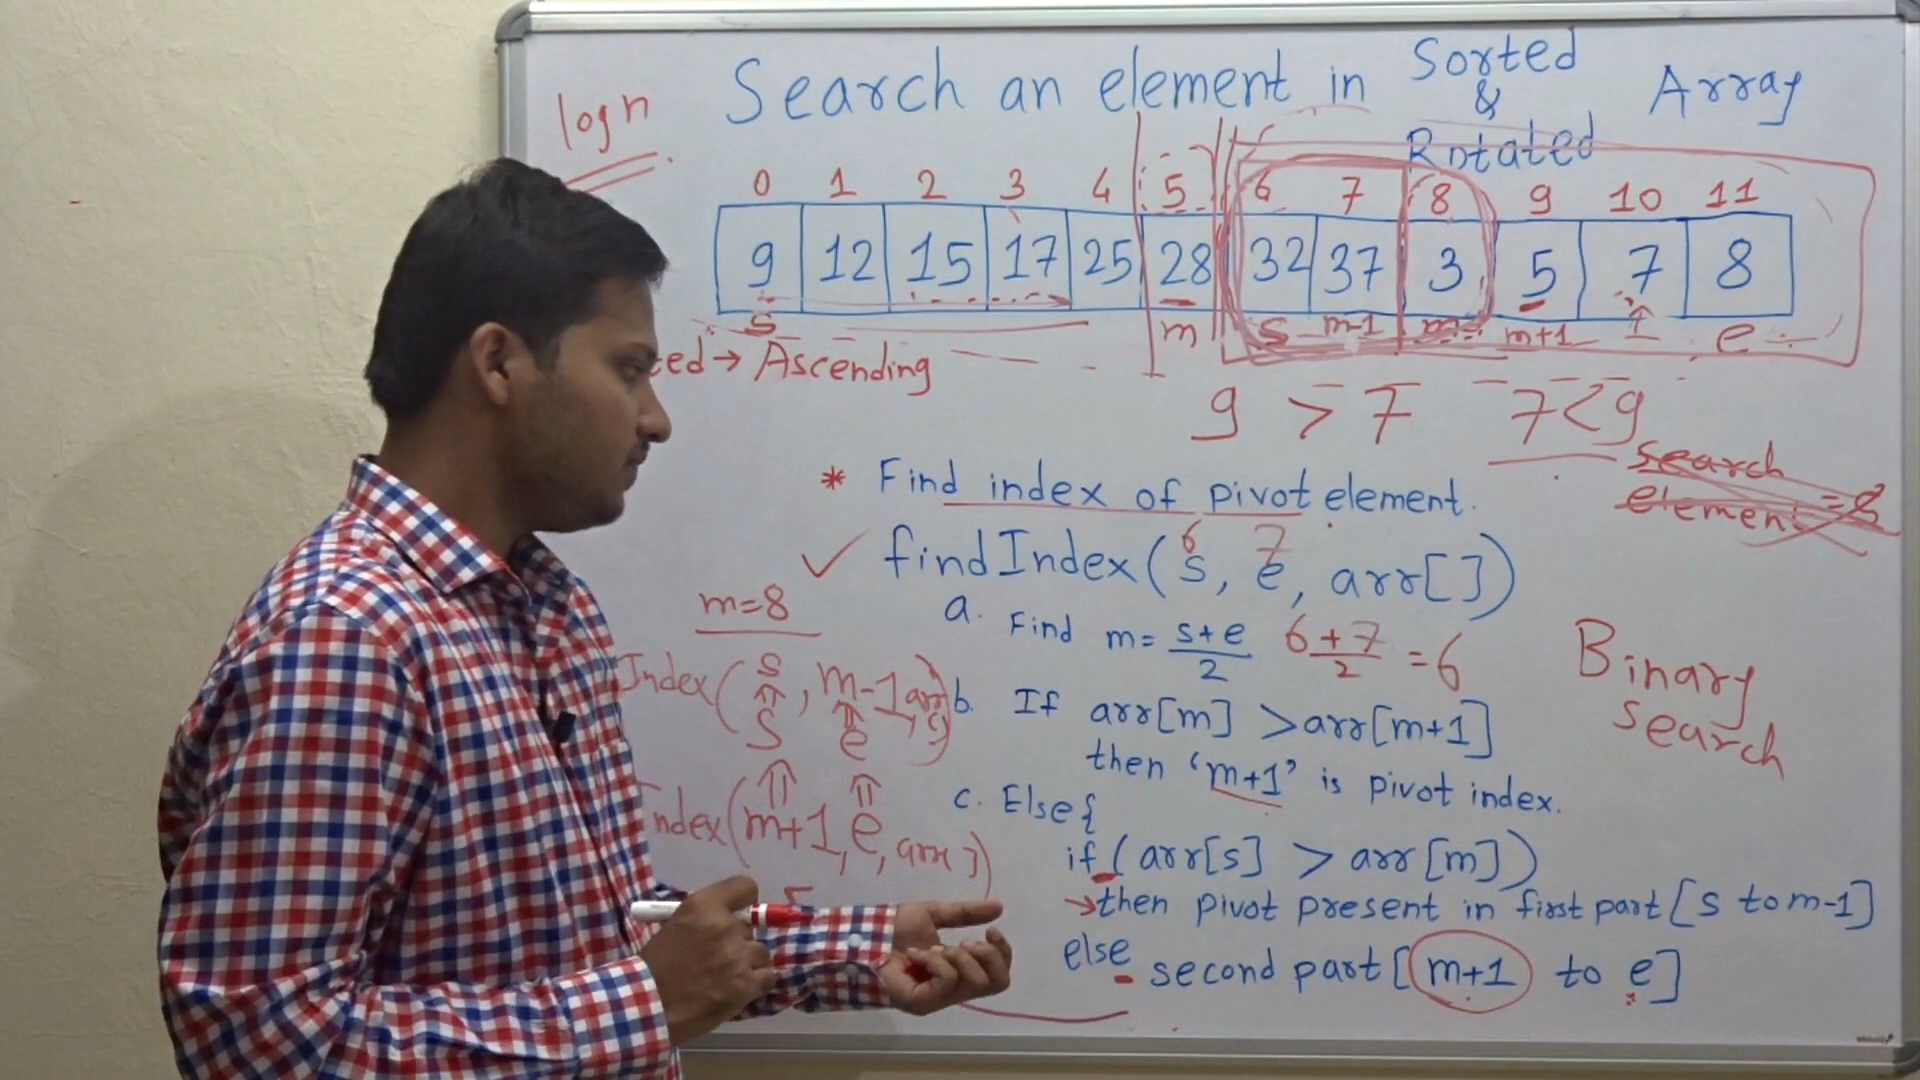 Search an element in Sorted & Rotated Array
log n
0 1 2 3 4 5 6 7 8 9 10 11
9 12 15 17 25 28 32 37 3 5 7 8
s m s m-1 m m+1 e
ed → Ascending
9 > 7 7 < 9
Search
element =
* Find index of pivot element.
6 7
✓ findIndex(s, e, arr[])
m=8
a. Find m= s+e/2 6+7/2 =6
Binary
Search
Index(s, m-1, arr)
s e
b. If arr[m] > arr[m+1]
then 'm+1' is pivot index.
ndex(m+1, e, arr)
c. Else{
if (arr[s] > arr[m])
→then pivot present in first part [s to m-1]
else second part [m+1 to e]